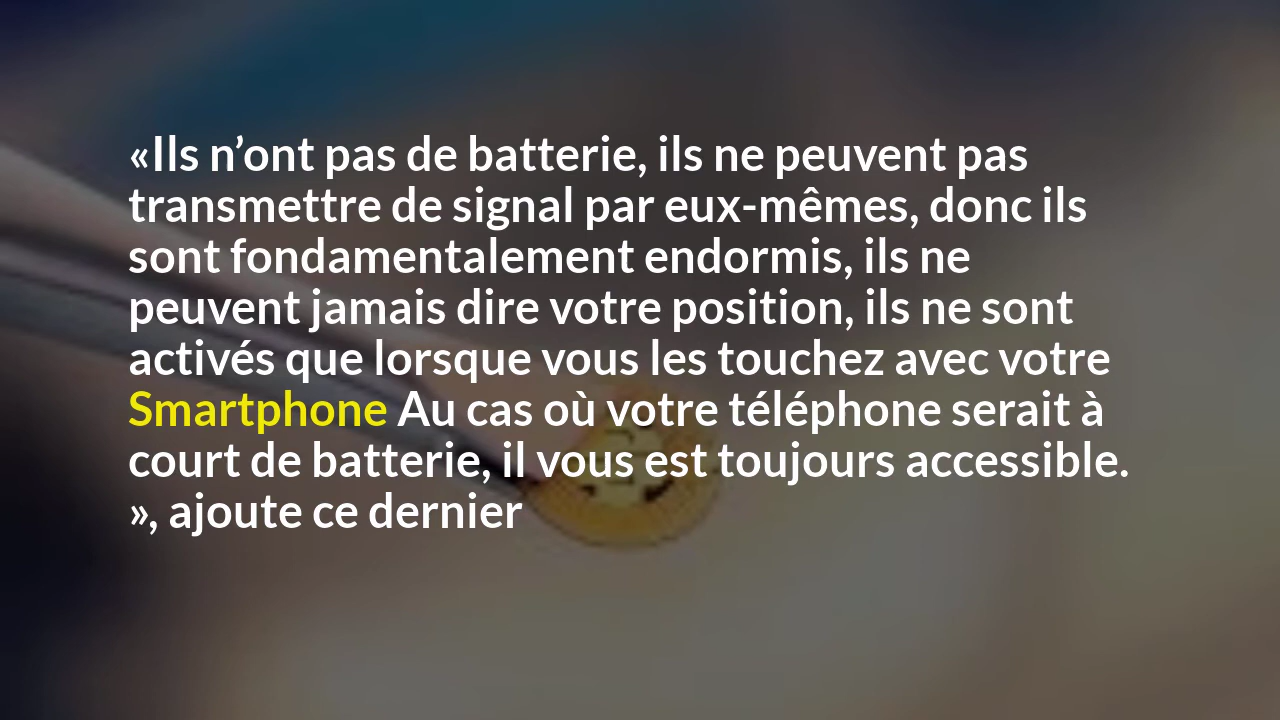 «Ils n’ont pas de batterie, ils ne peuvent pas
transmettre de signal par eux-mêmes, donc ils
sont fondamentalement endormis, ils ne
peuvent jamais dire votre position, ils ne sont
activés que lorsque vous les touchez avec votre
Smartphone Au cas où votre téléphone serait à
court de batterie, il vous est toujours accessible.
», ajoute ce dernier